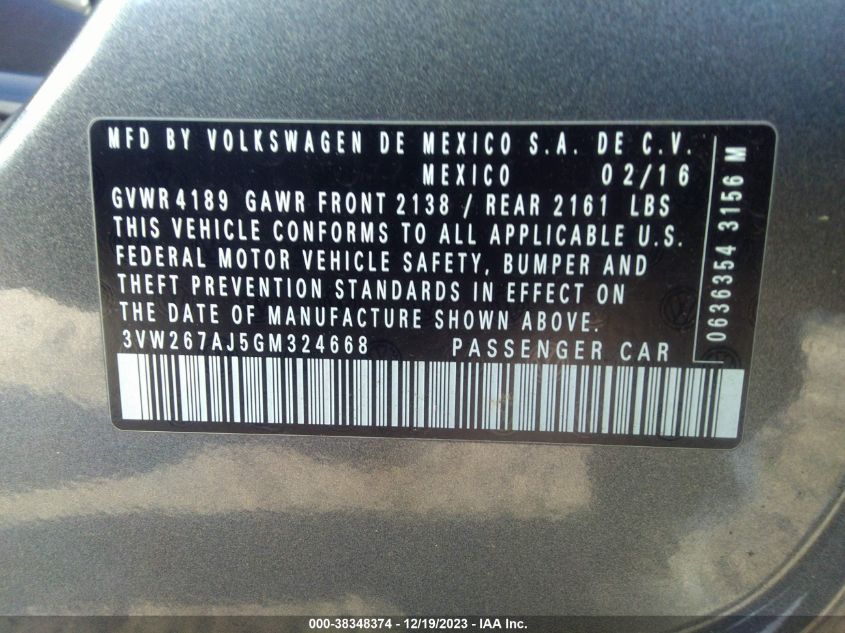 MFD BY VOLKSWAGEN DE MEXICO S.A. DE C.V.
MEXICO 02/16
GVWR 4189 GAWR FRONT 2138 / REAR 2161 LBS
THIS VEHICLE CONFORMS TO ALL APPLICABLE U.S.
FEDERAL MOTOR VEHICLE SAFETY, BUMPER AND
THEFT PREVENTION STANDARDS IN EFFECT ON
THE DATE OF MANUFACTURE SHOWN ABOVE.
3VW267AJ5GM324668 PASSENGER CAR
0636354 3156 M
000-38348374 - 12/19/2023 - IAA Inc.